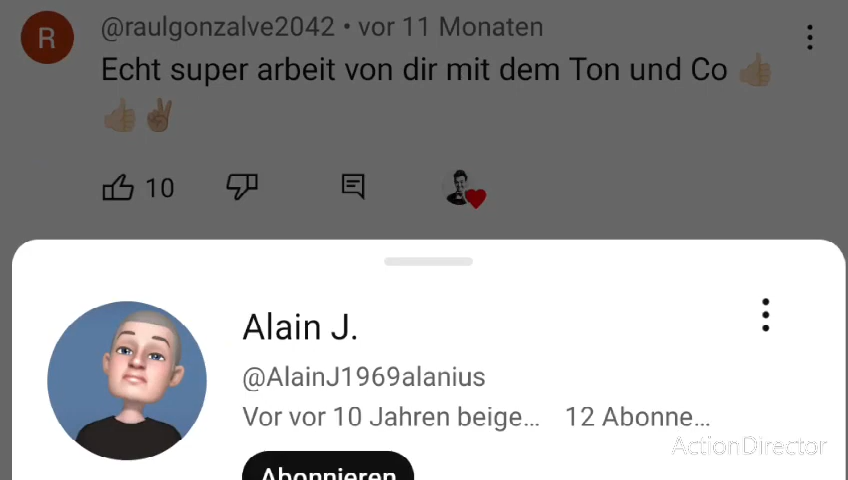 R
@raulgonzalve2042 • vor 11 Monaten
Echt super arbeit von dir mit dem Ton und Co 👍🏼
👍🏼✌🏼
10
Alain J.
@AlainJ1969alanius
Vor vor 10 Jahren beige... 12 Abonne...
ActionDirector
Abonnieren